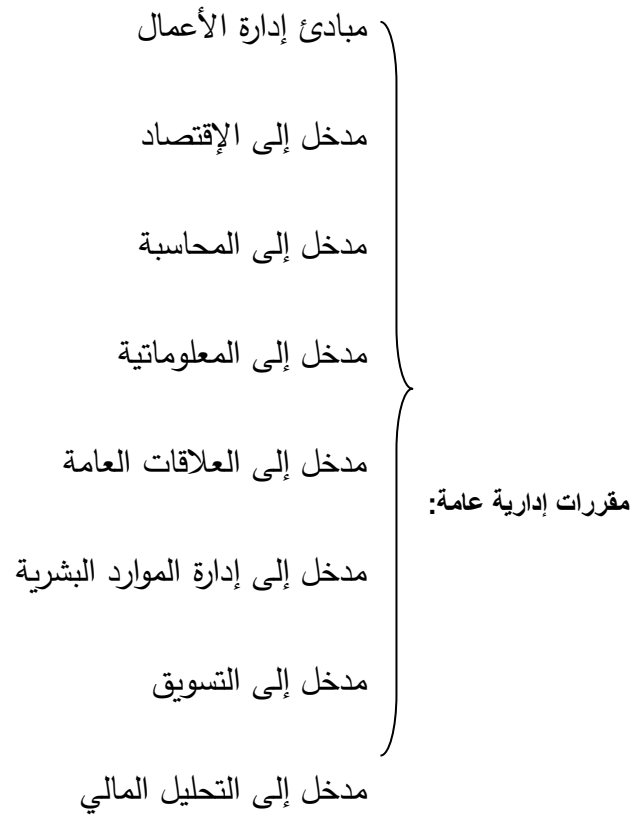 مقررات إدارية عامة:
مبادئ إدارة الأعمال
مدخل إلى الإقتصاد
مدخل إلى المحاسبة
مدخل إلى المعلوماتية
مدخل إلى العلاقات العامة
مدخل إلى إدارة الموارد البشرية
مدخل إلى التسويق
مدخل إلى التحليل المالي